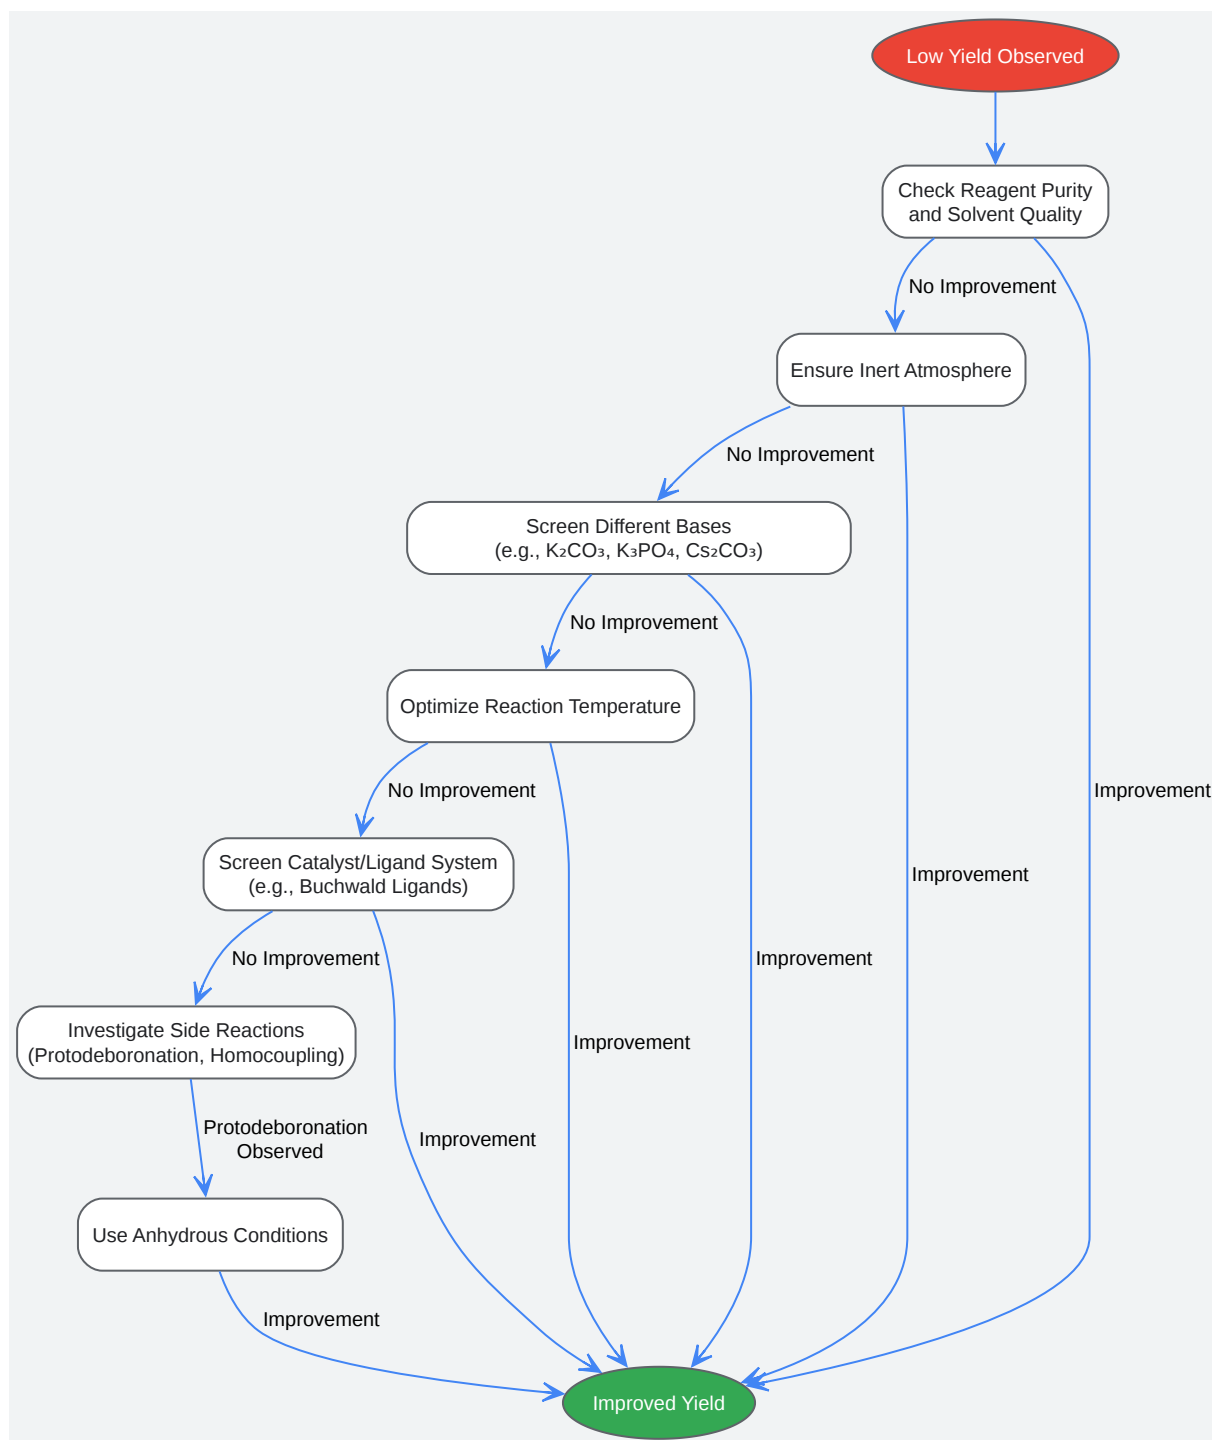 Low Yield Observed
Check Reagent Purity
and Solvent Quality
No Improvement
Ensure Inert Atmosphere
No Improvement
Screen Different Bases
(e.g., K₂CO₃, K₃PO₄, Cs₂CO₃)
No Improvement
Optimize Reaction Temperature
No Improvement
Improvement
Screen Catalyst/Ligand System
(e.g., Buchwald Ligands)
Improvement
No Improvement
Improvement
Investigate Side Reactions
(Protodeboronation, Homocoupling)
Improvement
Protodeboronation
Observed
Improvement
Use Anhydrous Conditions
Improvement
Improved Yield